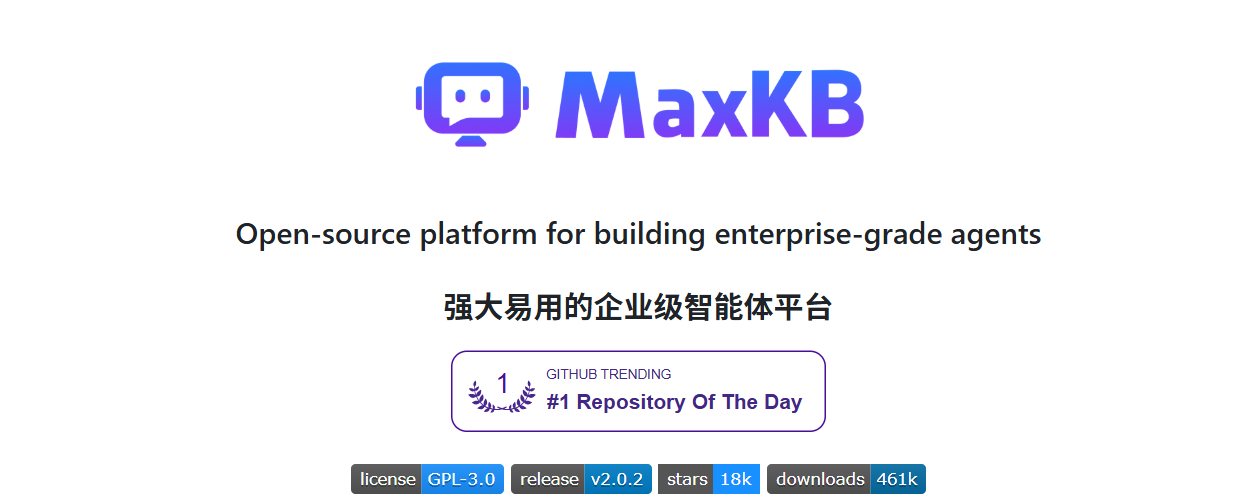 MaxKB
Open-source platform for building enterprise-grade agents
强大易用的企业级智能体平台
1
GITHUB TRENDING
#1 Repository Of The Day
license GPL-3.0 release v2.0.2 stars 18k downloads 461k